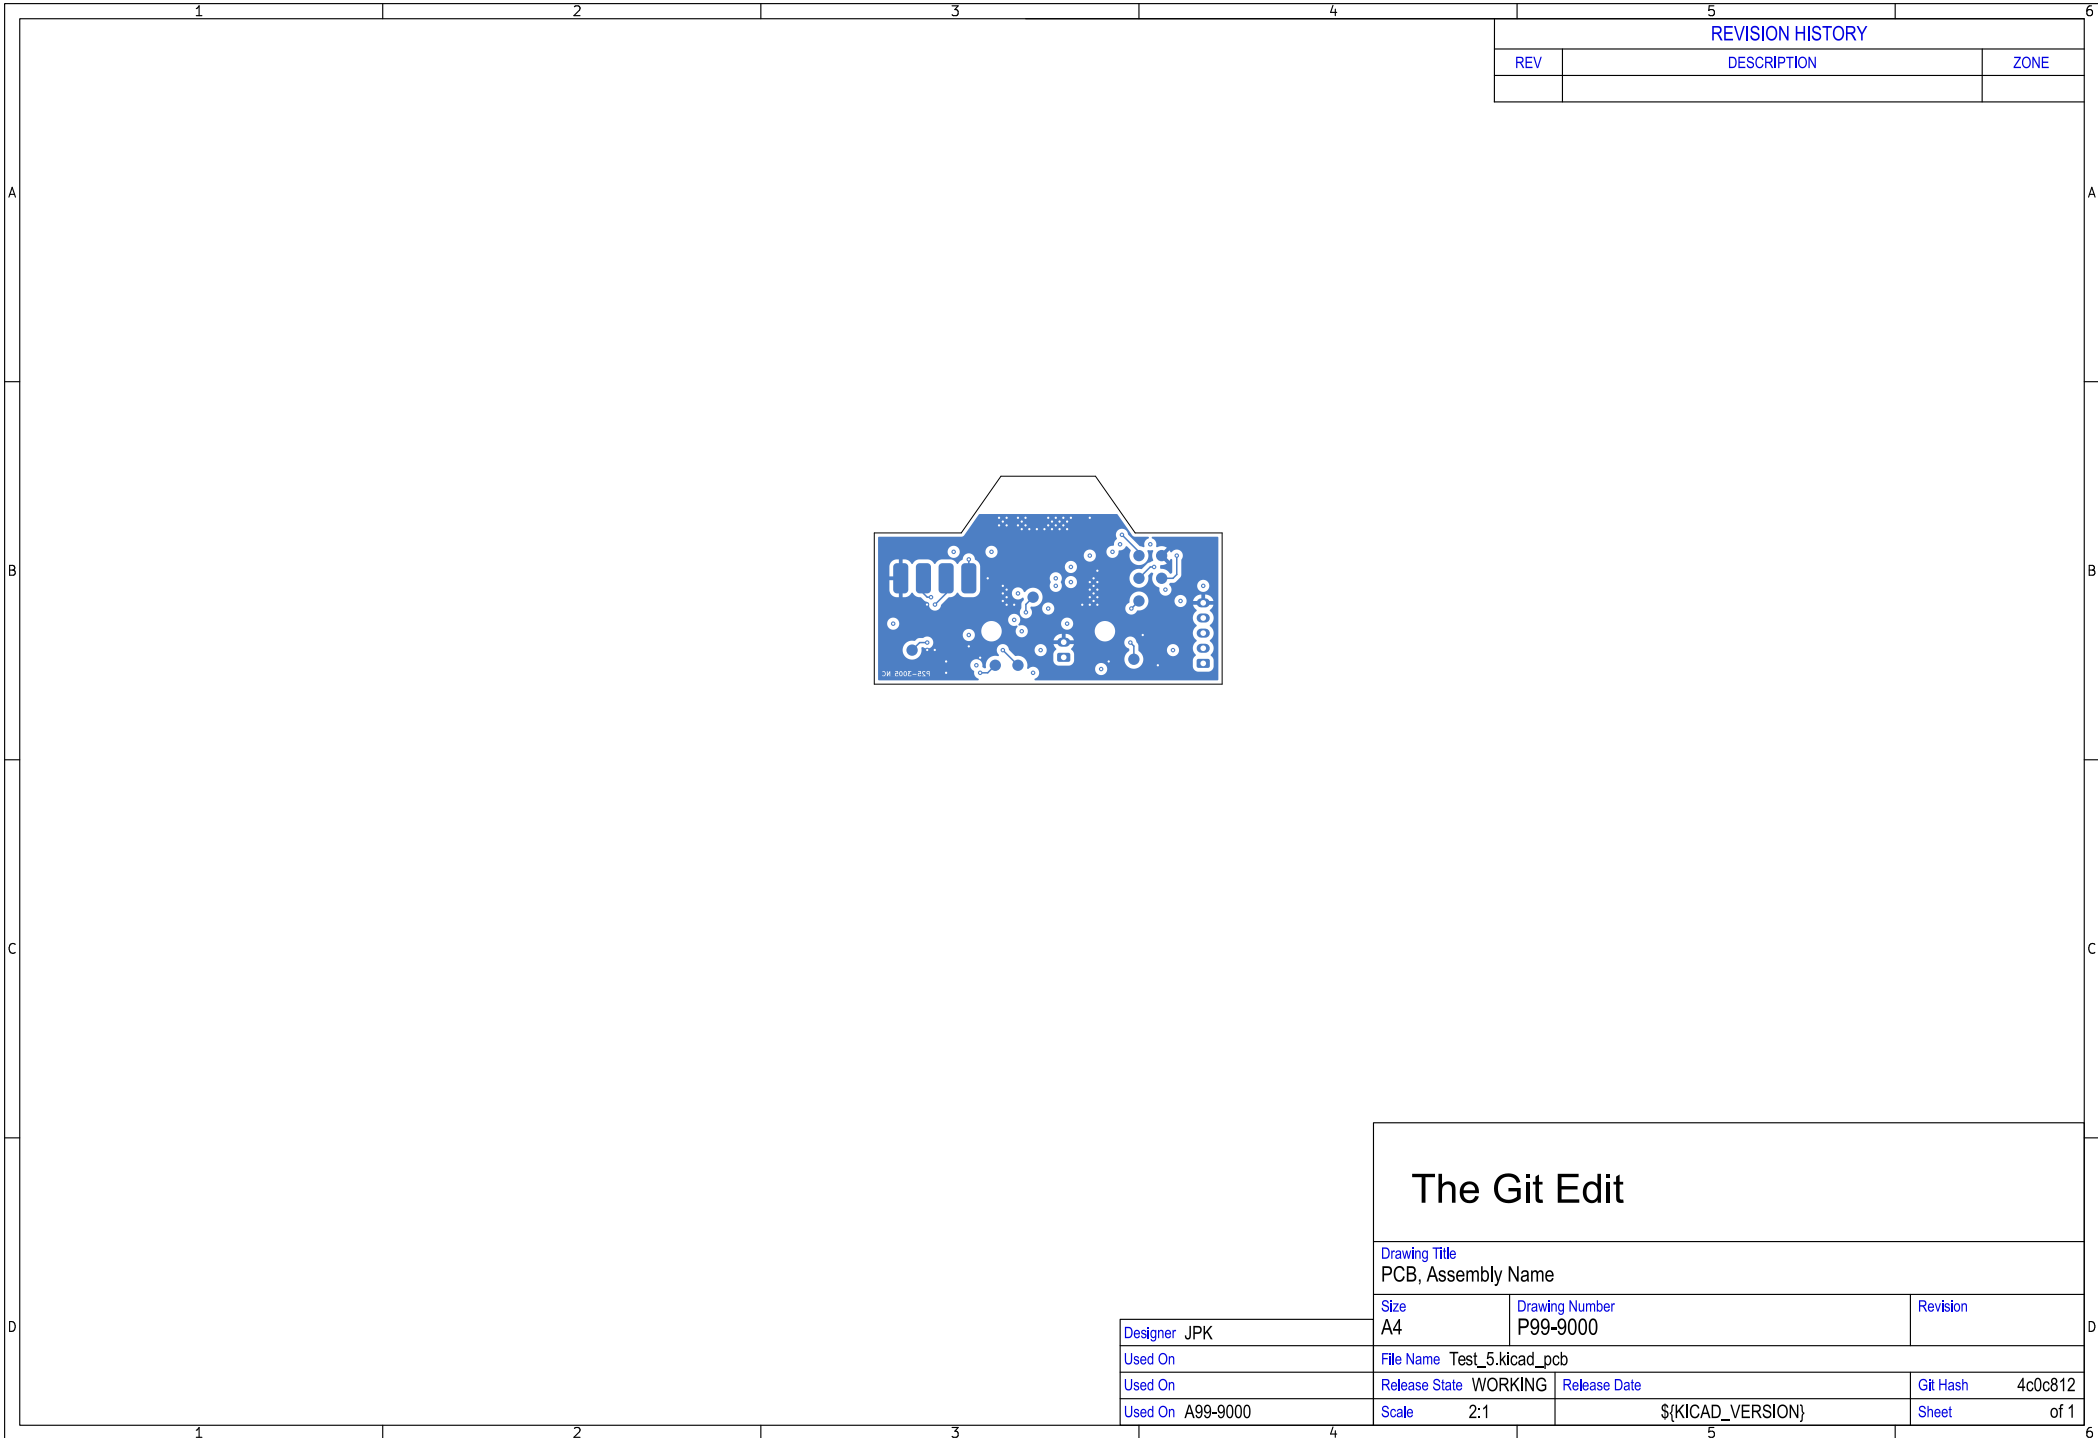 1 2 3 4 5 6
REVISION HISTORY
REV DESCRIPTION ZONE
A A
B B
P25-3005 NC
C C
The Git Edit
Drawing Title
PCB, Assembly Name
Size Drawing Number Revision
A4 P99-9000
D D
Designer JPK
Used On File Name Test_5.kicad_pcb
Used On Release State WORKING Release Date Git Hash 4c0c812
Used On A99-9000 Scale 2:1 ${KICAD_VERSION} Sheet of 1
1 2 3 4 5 6